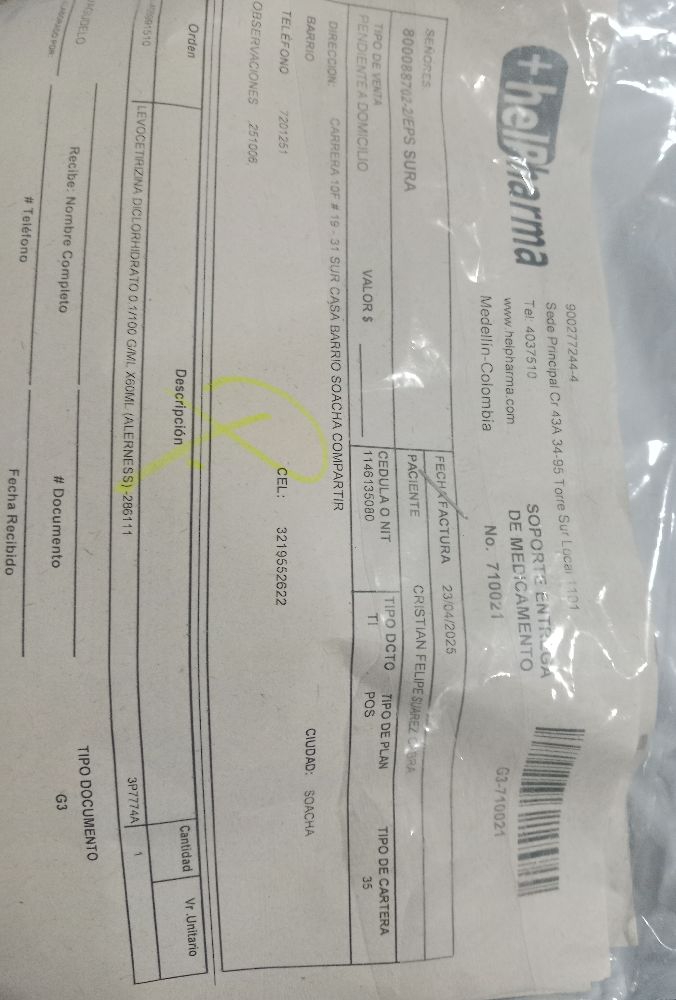 +helPharma
900277244-4
Sede Principal Cr 43A 34-95 Torre Sur Local 1101
Tel: 4037510
www.helpharma.com
Medellín-Colombia
SOPORTE ENTREGA
DE MEDICAMENTO
No. 710021
G3-710021
SEÑORES:
800088702-2/EPS SURA
FECHA FACTURA 23/04/2025
PACIENTE CRISTIAN FELIPE SUAREZ
TIPO DE VENTA VALOR $ CEDULA O NIT TIPO DCTO TIPO DE PLAN TIPO DE CARTERA
PENDIENTE A DOMICILIO 1146135080 TI POS 35
DIRECCION: CARRERA 10F # 19 - 31 SUR CASA BARRIO SOACHA COMPARTIR
BARRIO CIUDAD: SOACHA
TELÉFONO 7201251 CEL: 3219552622
OBSERVACIONES 251006
Orden Descripción Cantidad Vr .Unitario
LEVOCETIRIZINA DICLORHIDRATO 0.1/100 G/ML X60ML (ALERNESS)-286111 3P7774A 1
Recibe: Nombre Completo # Documento TIPO DOCUMENTO
G3
# Teléfono Fecha Recibido